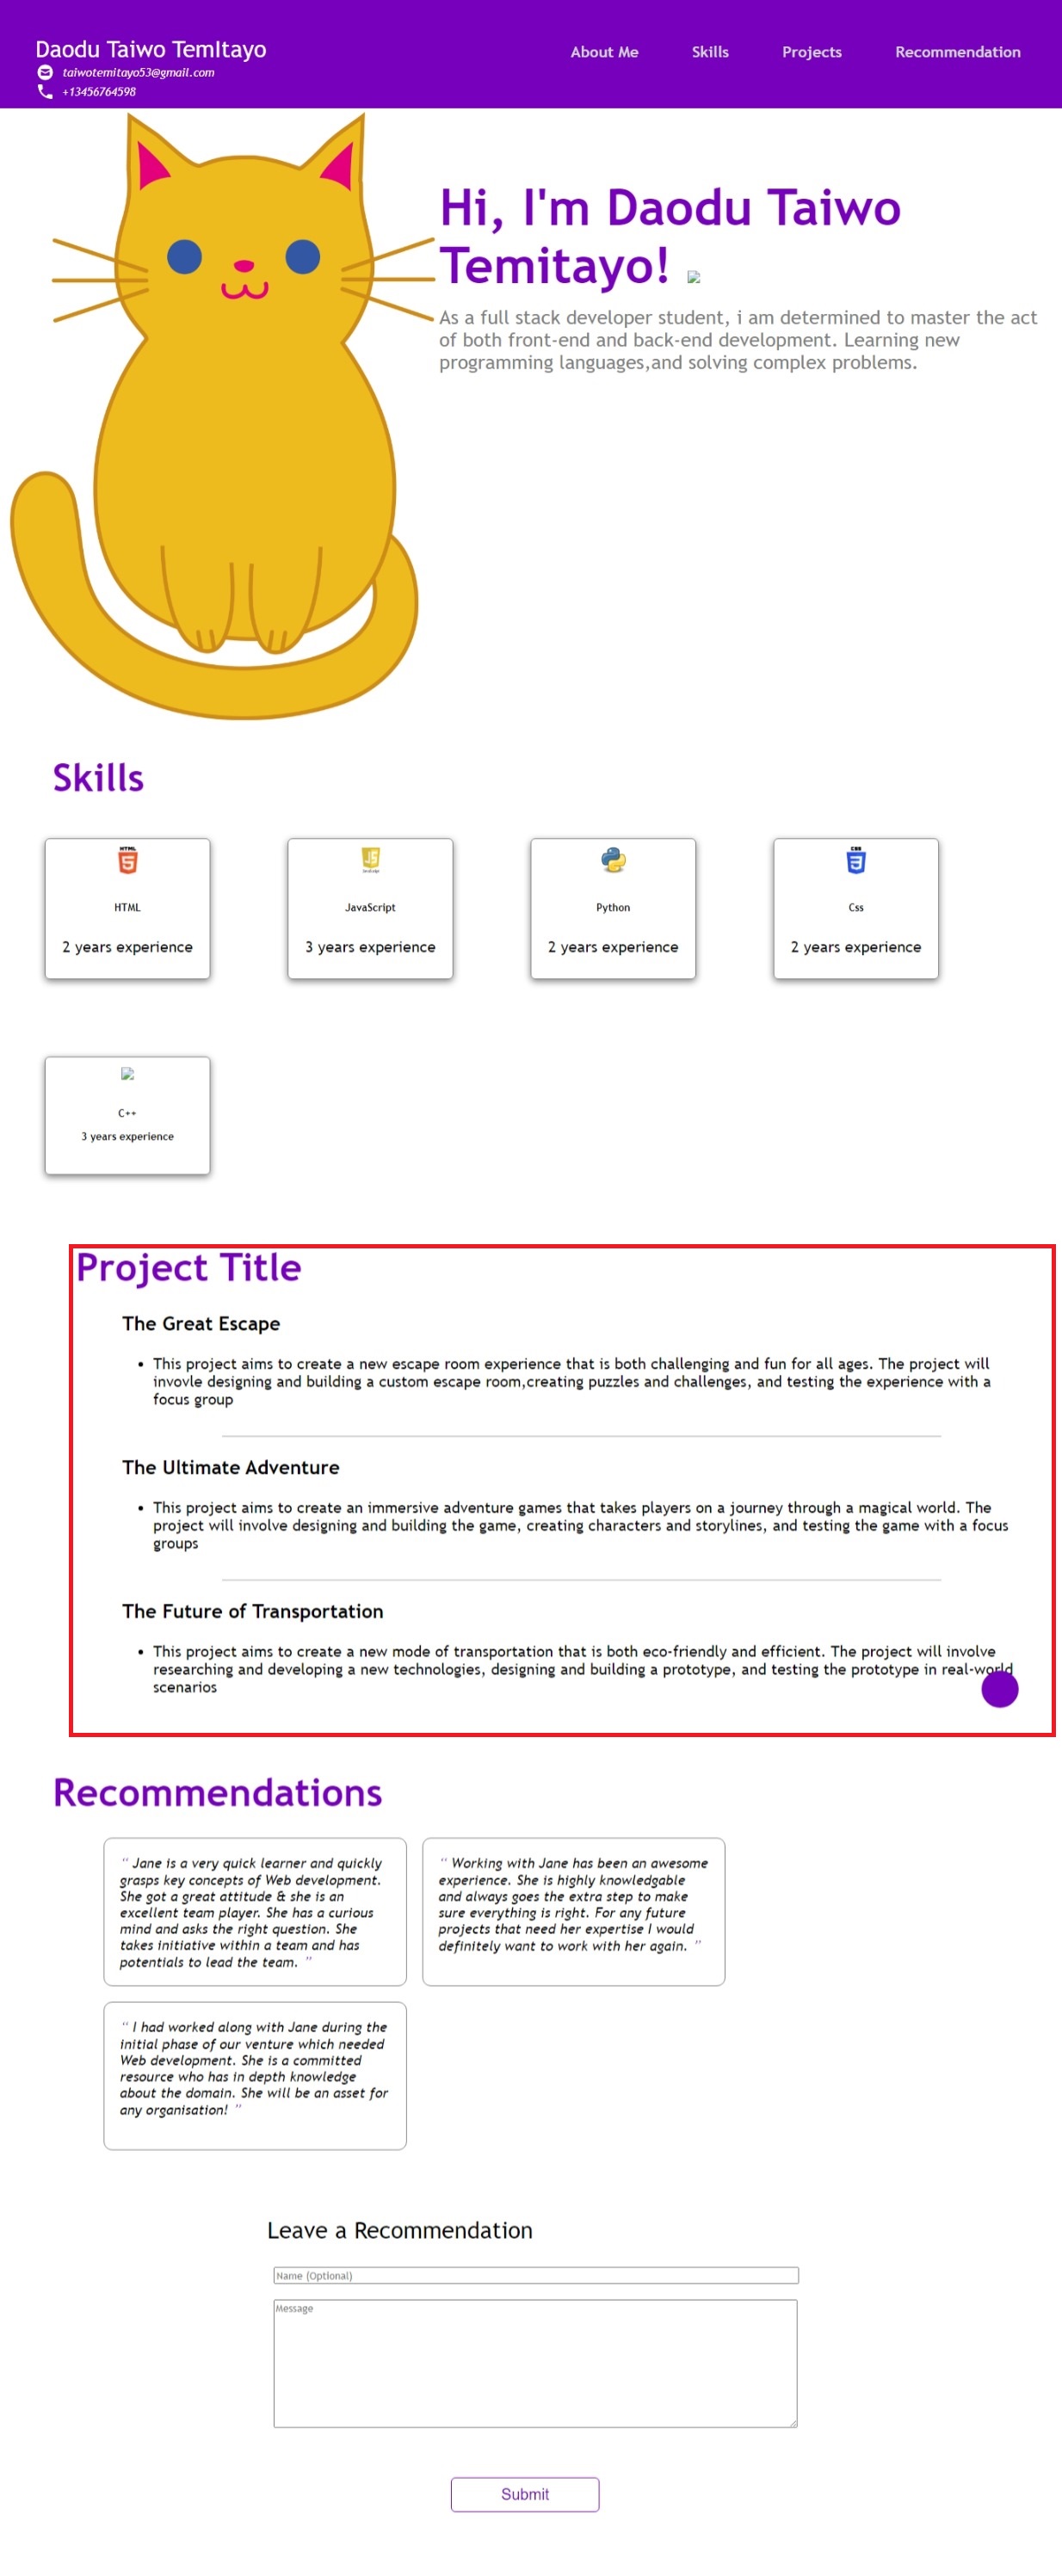 Daodu Taiwo TemItayo
taiwotemitayo53@gmail.com
+13456764598
About Me Skills Projects Recommendation
Hi, I'm Daodu Taiwo
Temitayo!
As a full stack developer student, i am determined to master the act
of both front-end and back-end development. Learning new
programming languages,and solving complex problems.
Skills
HTML
HTML
2 years experience
JS
JavaScript
JavaScript
3 years experience
Python
2 years experience
CSS
Css
2 years experience
C++
3 years experience
Project Title
The Great Escape
• This project aims to create a new escape room experience that is both challenging and fun for all ages. The project will
invovle designing and building a custom escape room,creating puzzles and challenges, and testing the experience with a
focus group
The Ultimate Adventure
• This project aims to create an immersive adventure games that takes players on a journey through a magical world. The
project will involve designing and building the game, creating characters and storylines, and testing the game with a focus
groups
The Future of Transportation
• This project aims to create a new mode of transportation that is both eco-friendly and efficient. The project will involve
researching and developing a new technologies, designing and building a prototype, and testing the prototype in real-world
scenarios
Recommendations
“ Jane is a very quick learner and quickly
grasps key concepts of Web development.
She got a great attitude & she is an
excellent team player. She has a curious
mind and asks the right question. She
takes initiative within a team and has
potentials to lead the team. ”
“ Working with Jane has been an awesome
experience. She is highly knowledgable
and always goes the extra step to make
sure everything is right. For any future
projects that need her expertise I would
definitely want to work with her again. ”
“ I had worked along with Jane during the
initial phase of our venture which needed
Web development. She is a committed
resource who has in depth knowledge
about the domain. She will be an asset for
any organisation! ”
Leave a Recommendation
Name (Optional)
Message
Submit